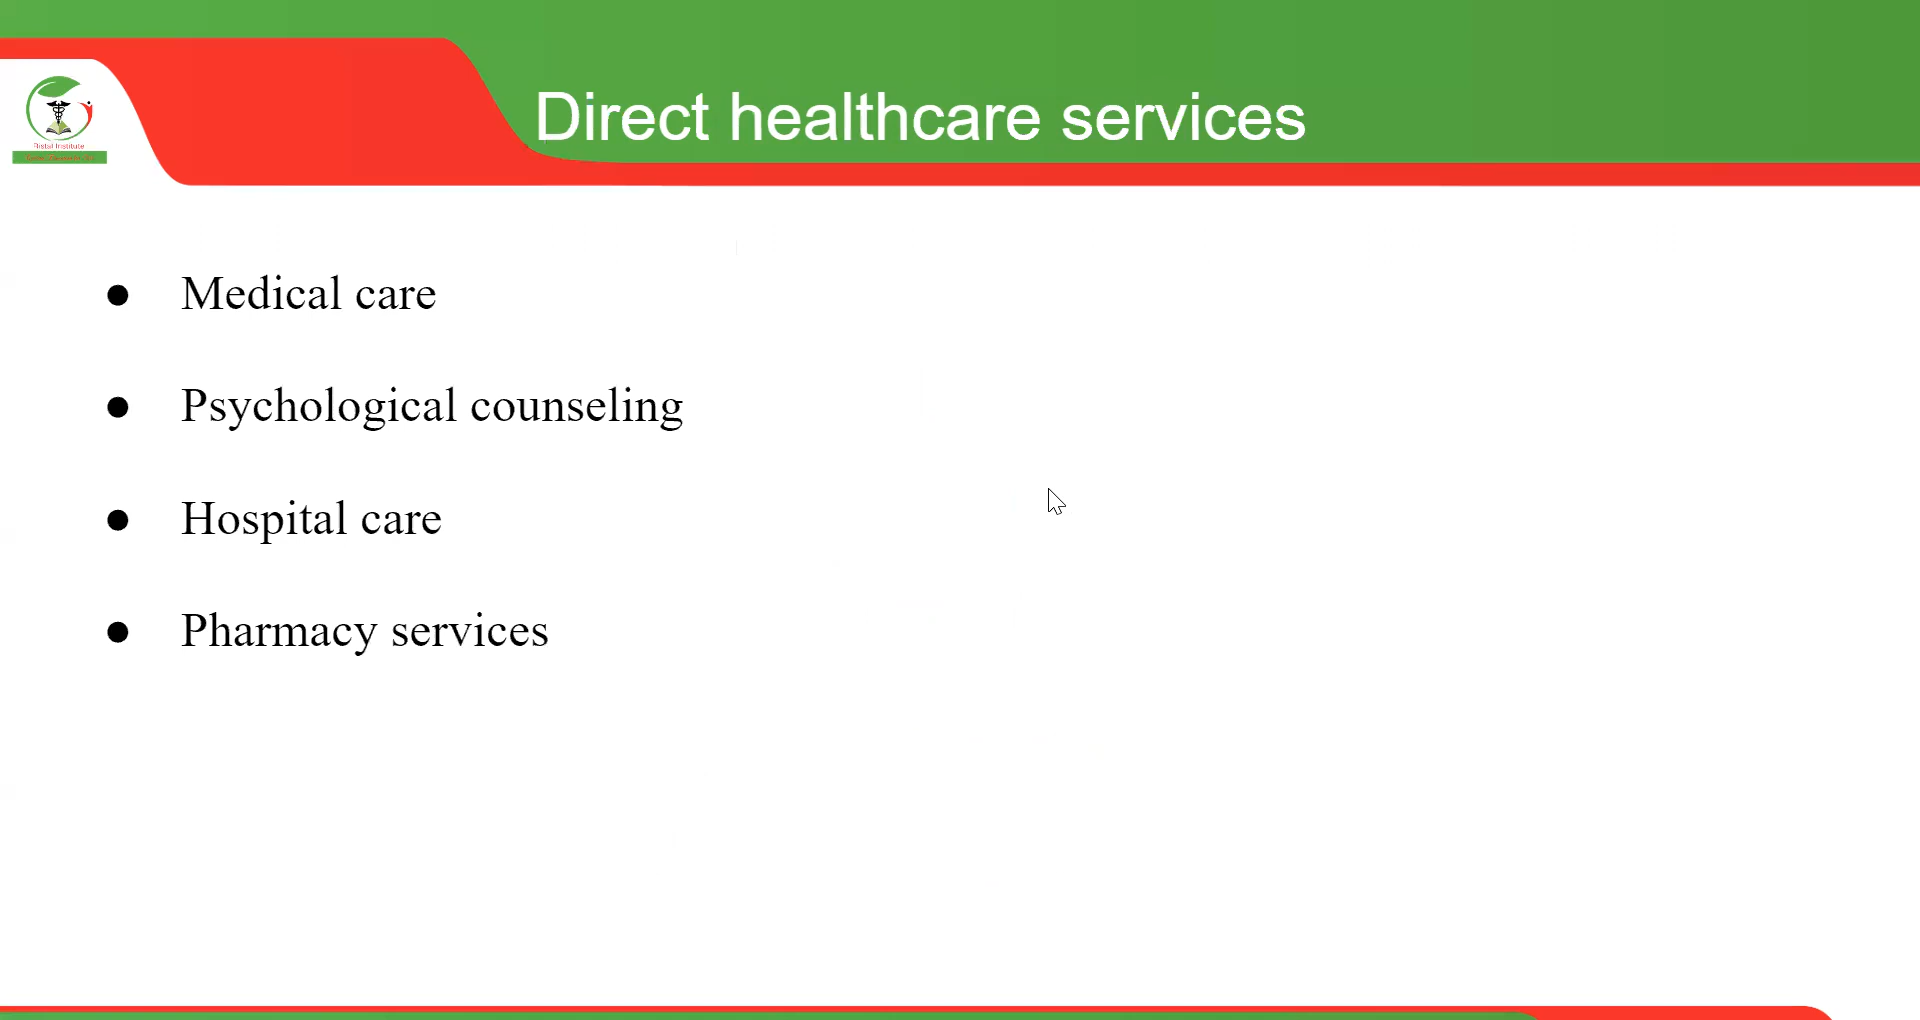 Direct healthcare services
● Medical care
● Psychological counseling
● Hospital care
● Pharmacy services